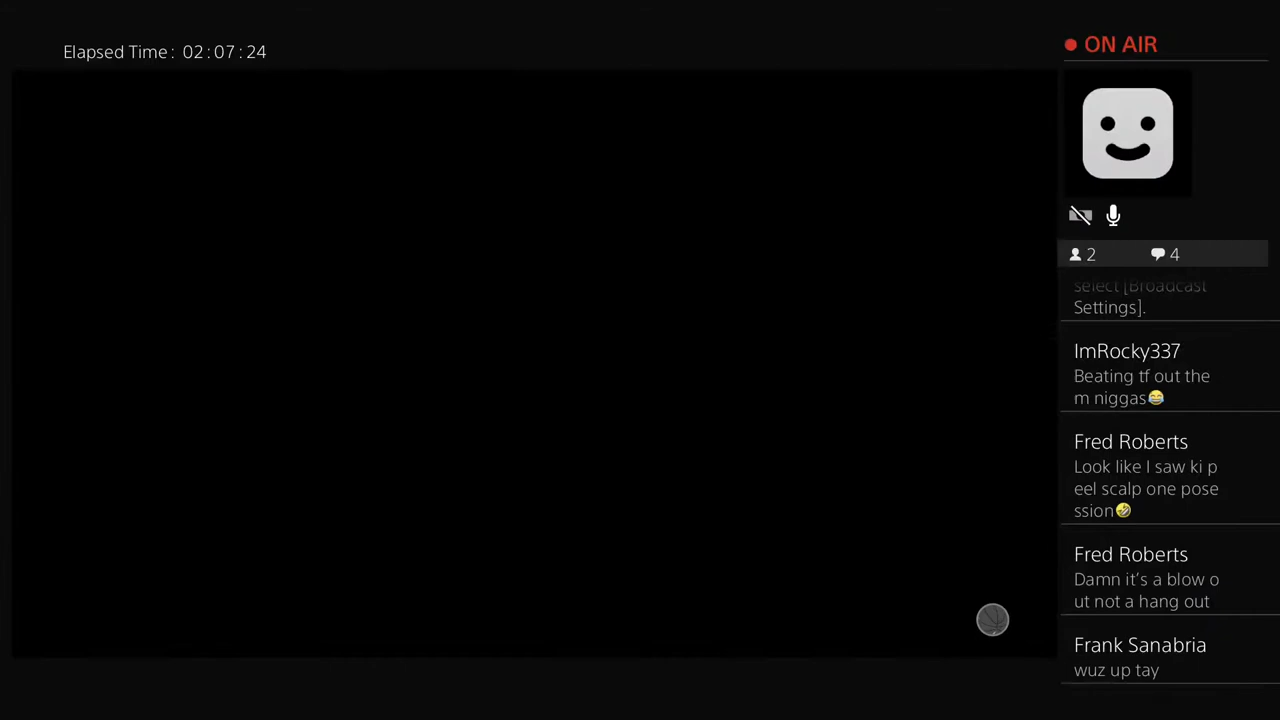 Elapsed Time: 02:07:24
ON AIR
2 4
select [Broadcast
Settings].
ImRocky337
Beating tf out the
m niggas😂
Fred Roberts
Look like I saw ki p
eel scalp one pose
ssion🤣
Fred Roberts
Damn it’s a blow o
ut not a hang out
Frank Sanabria
wuz up tay